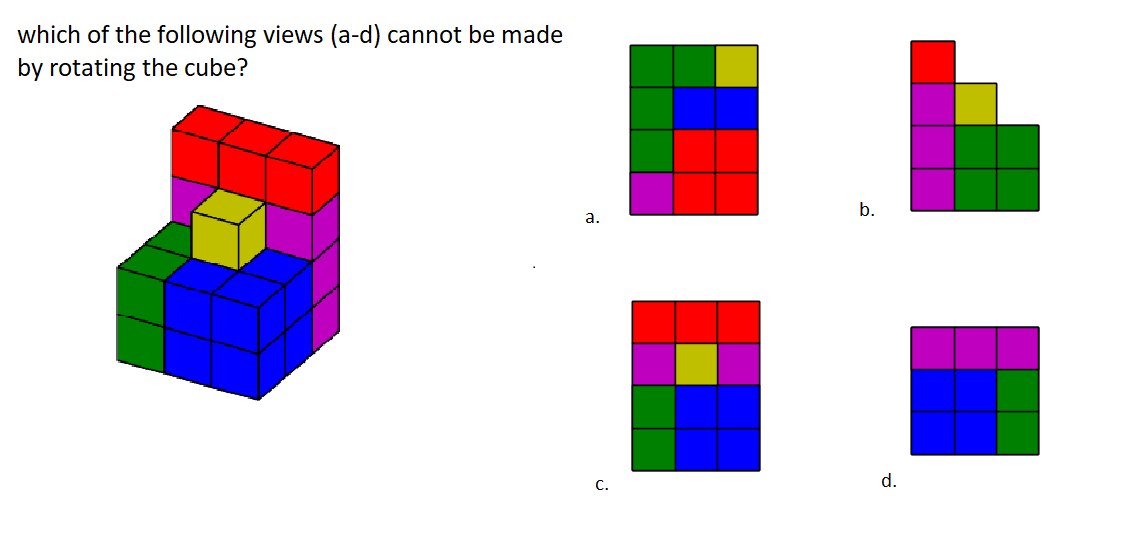 which of the following views (a-d) cannot be made
by rotating the cube?
a.
b.
c.
d.